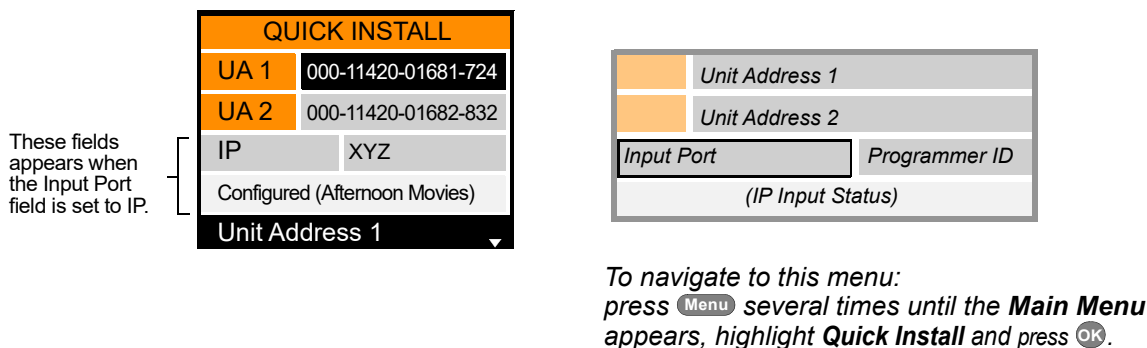 QUICK INSTALL
UA 1 000-11420-01681-724
UA 2 000-11420-01682-832
IP XYZ
Configured (Afternoon Movies)
Unit Address 1
These fields
appears when
the Input Port
field is set to IP.
Unit Address 1
Unit Address 2
Input Port Programmer ID
(IP Input Status)
To navigate to this menu:
press Menu several times until the Main Menu
appears, highlight Quick Install and press OK.